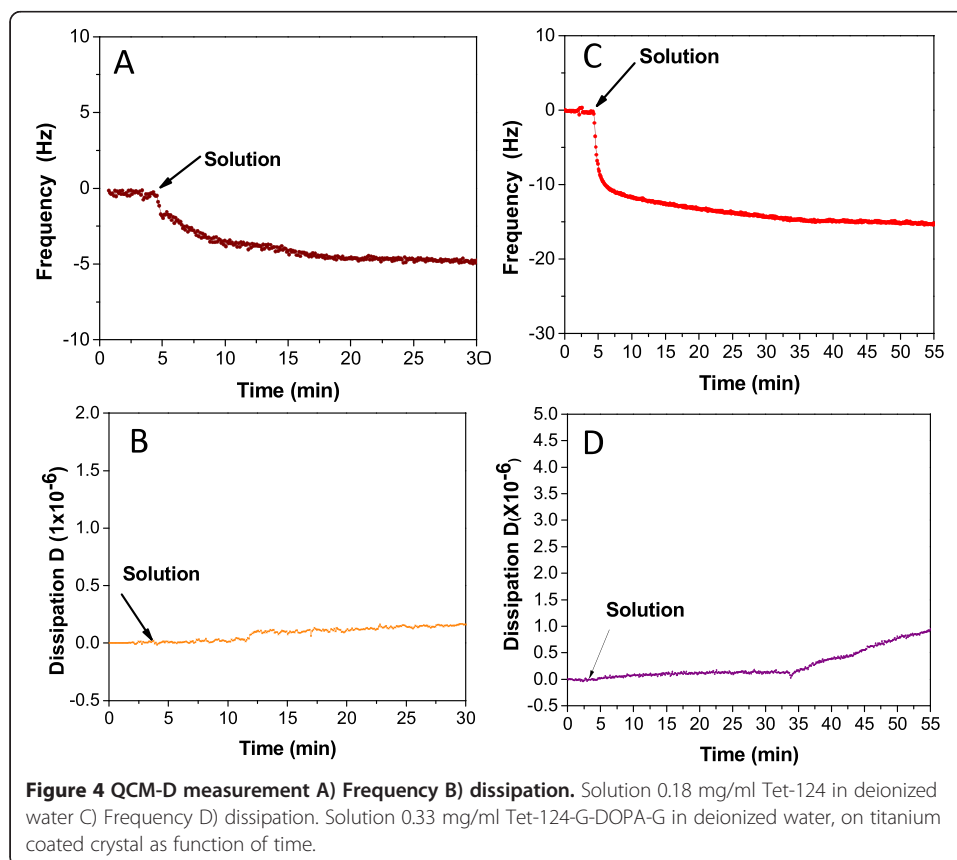 A
10
5
0
-5
-10
Frequency (Hz)
Solution
0 5 10 15 20 25 30
Time (min)
C
10
0
-10
-20
-30
Frequency (Hz)
Solution
0 5 10 15 20 25 30 35 40 45 50 55
Time (min)
B
2.0
1.5
1.0
0.5
0.0
-0.5
Dissipation D (1x10⁻⁶)
Solution
0 5 10 15 20 25 30
Time (min)
D
5.0
4.5
4.0
3.5
3.0
2.5
2.0
1.5
1.0
0.5
0.0
-0.5
Dissipation D(X10⁻⁶)
Solution
0 5 10 15 20 25 30 35 40 45 50 55
Time (min)
Figure 4 QCM-D measurement A) Frequency B) dissipation. Solution 0.18 mg/ml Tet-124 in deionized
water C) Frequency D) dissipation. Solution 0.33 mg/ml Tet-124-G-DOPA-G in deionized water, on titanium
coated crystal as function of time.